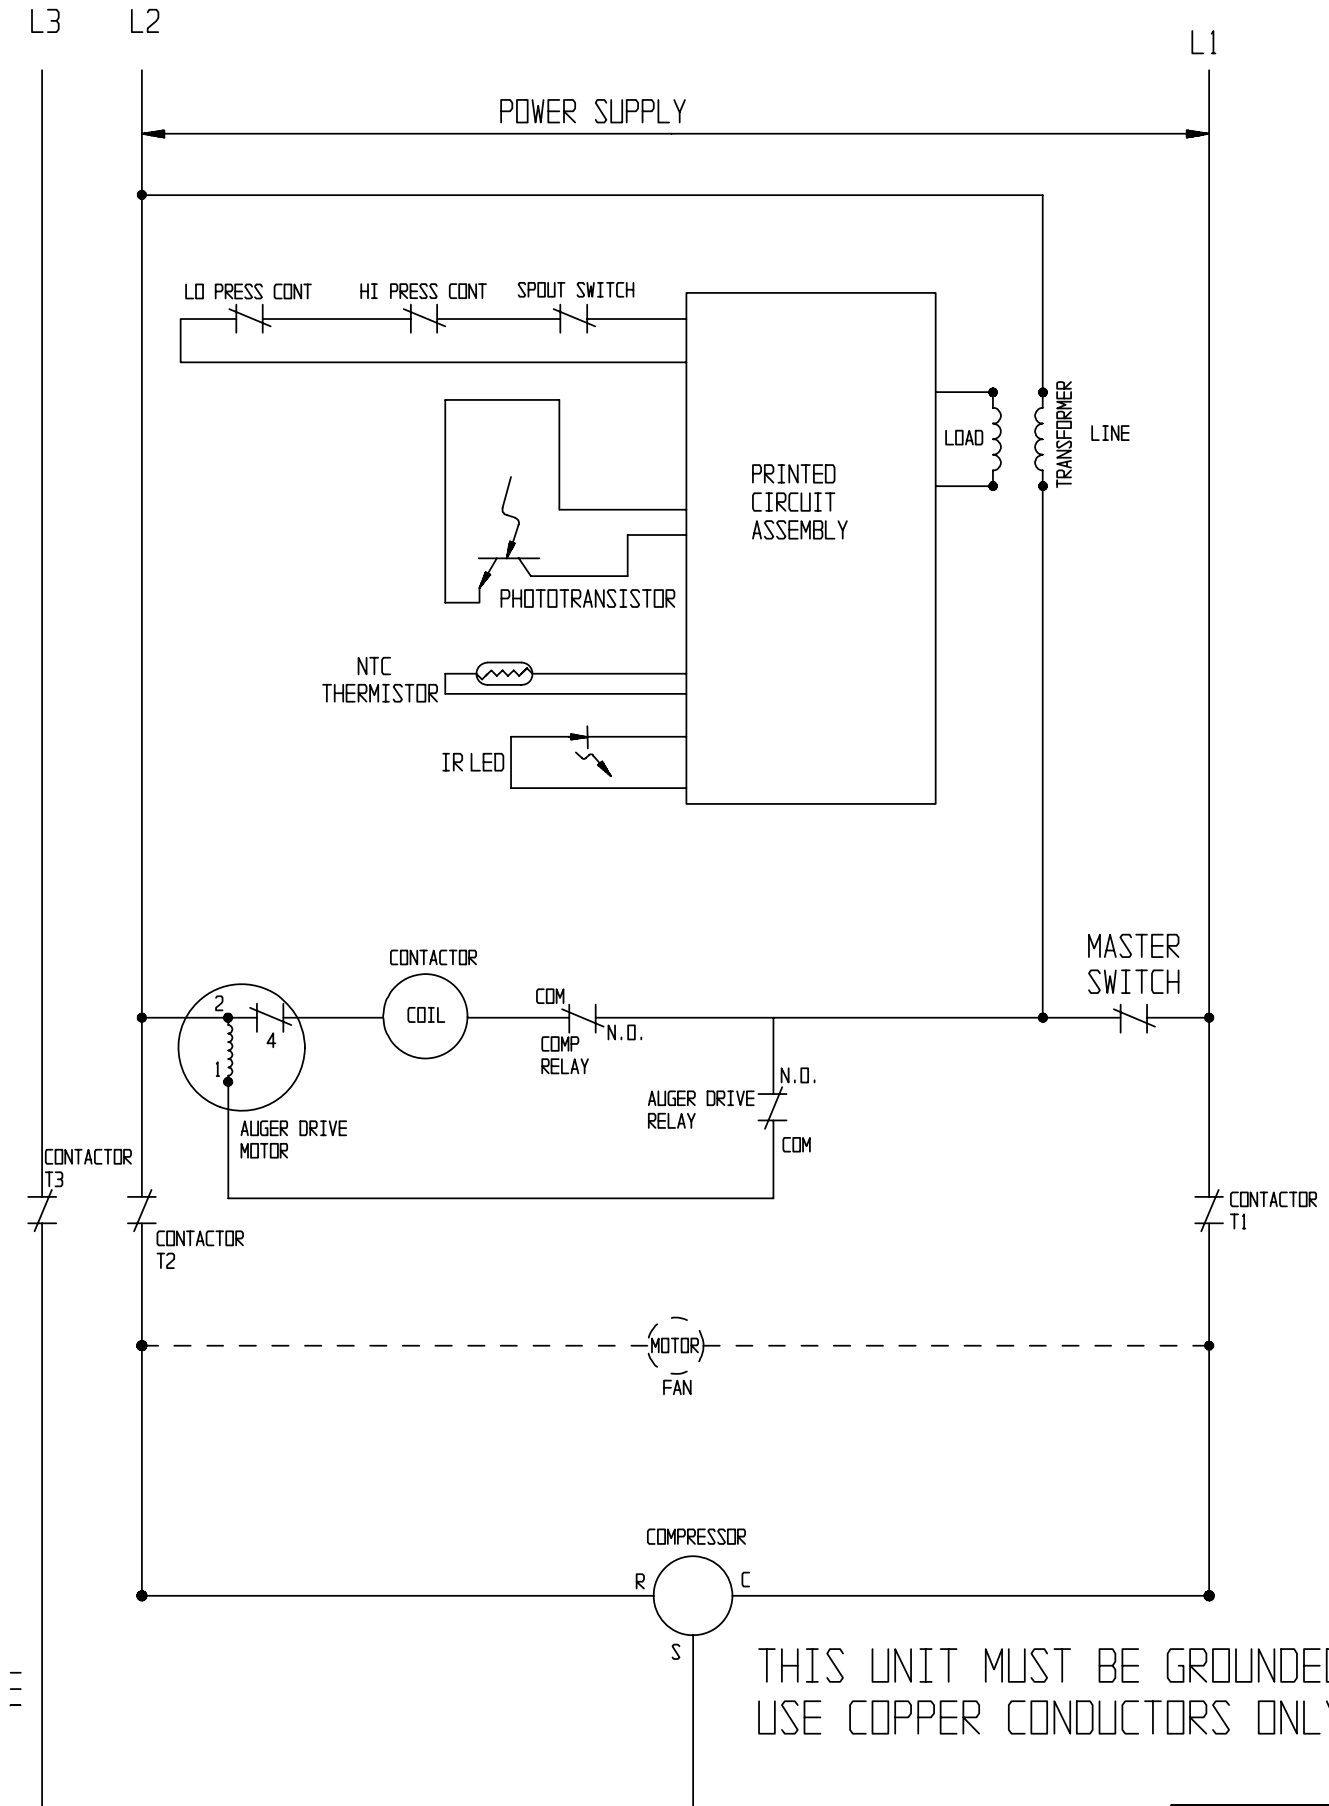 L3
L2
L1
POWER SUPPLY
LO PRESS CONT
HI PRESS CONT
SPOUT SWITCH
LOAD
TRANSFORMER
LINE
PRINTED
CIRCUIT
ASSEMBLY
PHOTOTRANSISTOR
NTC
THERMISTOR
IR LED
MASTER
SWITCH
CONTACTOR
COIL
COM
N.O.
COMP
RELAY
2
4
1
N.O.
AUGER DRIVE
RELAY
COM
AUGER DRIVE
MOTOR
CONTACTOR
T3
CONTACTOR
T2
CONTACTOR
T1
MOTOR
FAN
COMPRESSOR
R
C
S
THIS UNIT MUST BE GROUNDED
USE COPPER CONDUCTORS ONLY